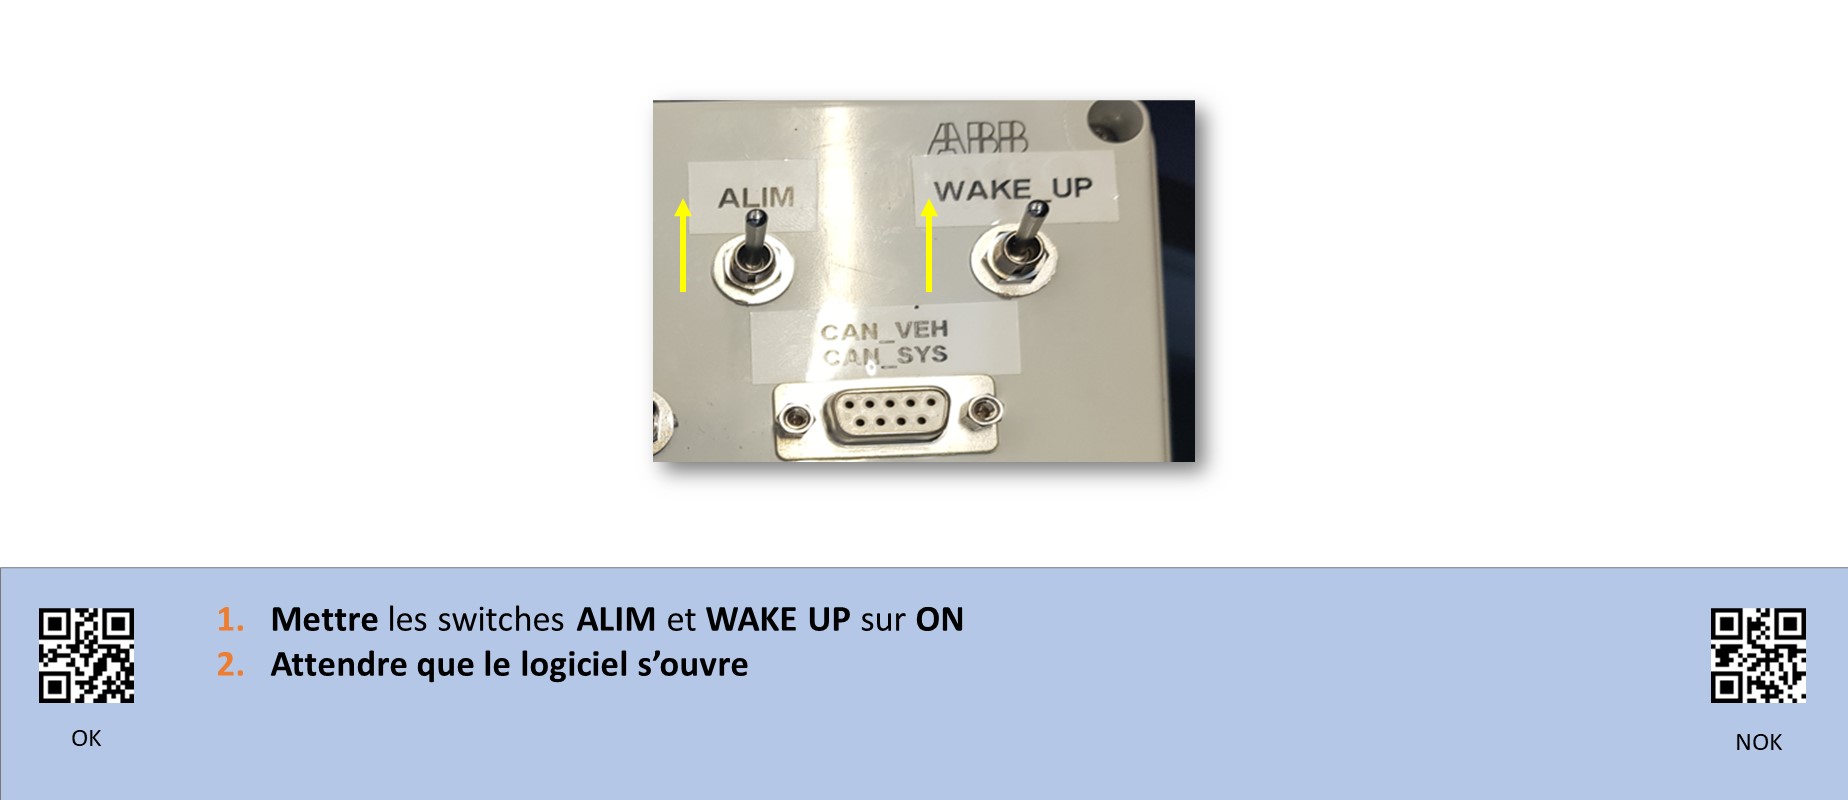 ABB
ALIM
WAKE_UP
CAN_VEH
CAN_SYS
1. Mettre les switches ALIM et WAKE UP sur ON
2. Attendre que le logiciel s’ouvre
OK
NOK